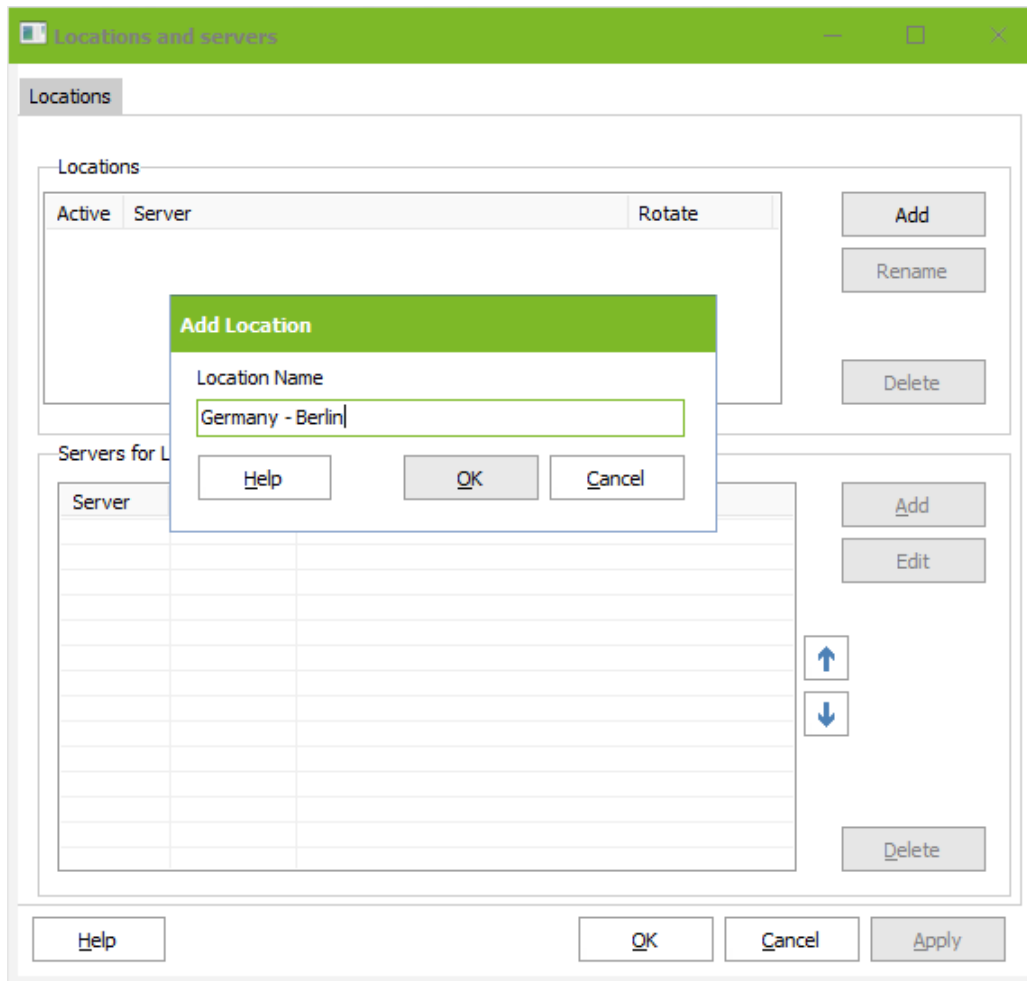 Locations and servers
Locations
Locations
Active Server Rotate
Add
Rename
Delete
Add Location
Location Name
Germany - Berlin
Help OK Cancel
Servers for L
Server
Add
Edit
Delete
Help OK Cancel Apply